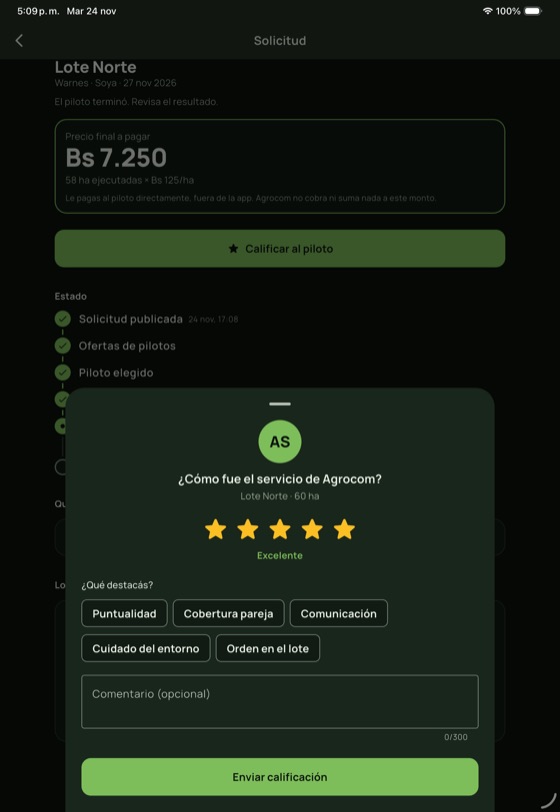 5:09 p. m. Mar 24 nov
100%
Solicitud
Lote Norte
Warnes · Soya · 27 nov 2026
El piloto terminó. Revisa el resultado.
Precio final a pagar
Bs 7.250
58 ha ejecutadas × Bs 125/ha
Le pagas al piloto directamente, fuera de la app. Agrocom no cobra ni suma nada a este monto.
Calificar al piloto
Estado
Solicitud publicada 24 nov, 17:08
Ofertas de pilotos
Piloto elegido
AS
¿Cómo fue el servicio de Agrocom?
Lote Norte · 60 ha
Excelente
¿Qué destacás?
Puntualidad
Cobertura pareja
Comunicación
Cuidado del entorno
Orden en el lote
Comentario (opcional)
0/300
Enviar calificación